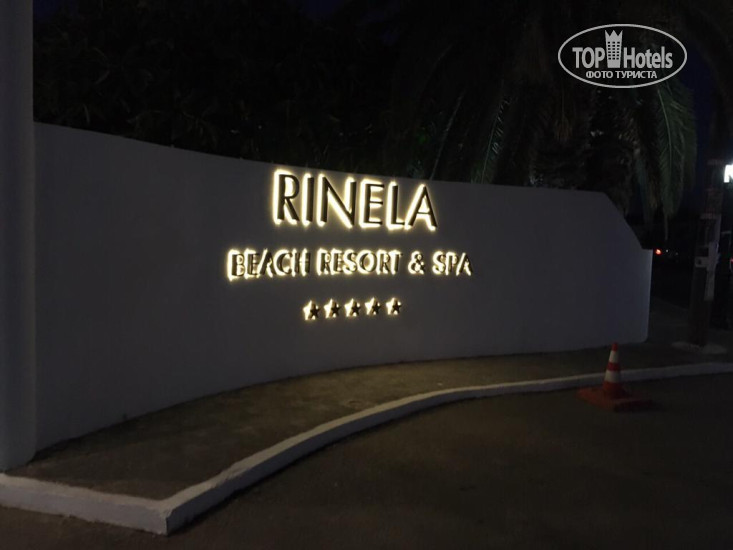 TOP Hotels
ФОТО ТУРИСТА
RINELA
BEACH RESORT & SPA